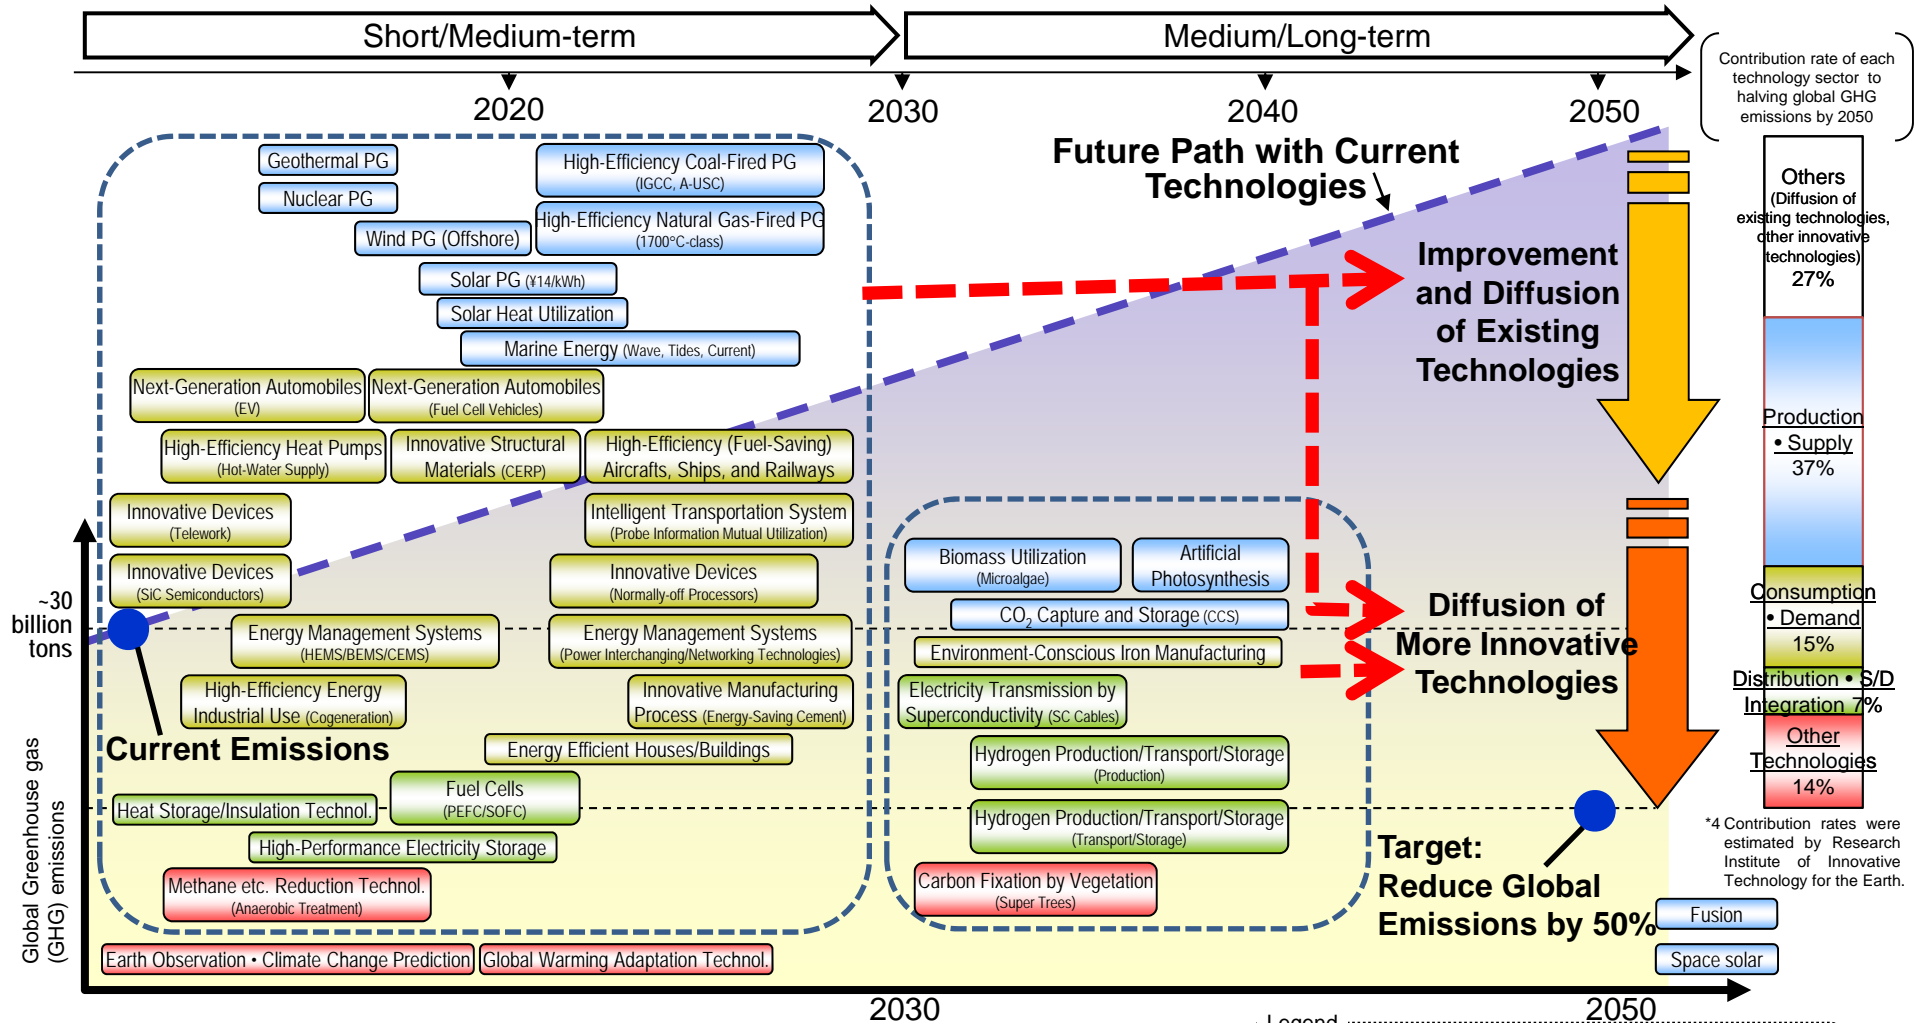 Short/Medium-term
Medium/Long-term
2020
2030
2040
2050
Contribution rate of each
technology sector to
halving global GHG
emissions by 2050
Geothermal PG
Nuclear PG
High-Efficiency Coal-Fired PG
(IGCC, A-USC)
High-Efficiency Natural Gas-Fired PG
(1700°C-class)
Wind PG (Offshore)
Solar PG (¥14/kWh)
Solar Heat Utilization
Marine Energy (Wave, Tides, Current)
Next-Generation Automobiles
(EV)
Next-Generation Automobiles
(Fuel Cell Vehicles)
High-Efficiency Heat Pumps
(Hot-Water Supply)
Innovative Structural
Materials (CERP)
High-Efficiency (Fuel-Saving)
Aircrafts, Ships, and Railways
Innovative Devices
(Telework)
Intelligent Transportation System
(Probe Information Mutual Utilization)
Innovative Devices
(SiC Semiconductors)
Innovative Devices
(Normally-off Processors)
Energy Management Systems
(HEMS/BEMS/CEMS)
Energy Management Systems
(Power Interchanging/Networking Technologies)
High-Efficiency Energy
Industrial Use (Cogeneration)
Innovative Manufacturing
Process (Energy-Saving Cement)
Energy Efficient Houses/Buildings
Heat Storage/Insulation Technol.
Fuel Cells
(PEFC/SOFC)
High-Performance Electricity Storage
Methane etc. Reduction Technol.
(Anaerobic Treatment)
Earth Observation • Climate Change Prediction
Global Warming Adaptation Technol.
~30
billion
tons
Current Emissions
Global Greenhouse gas
(GHG) emissions
Future Path with Current
Technologies
Improvement
and Diffusion
of Existing
Technologies
Biomass Utilization
(Microalgae)
Artificial
Photosynthesis
CO2 Capture and Storage (CCS)
Environment-Conscious Iron Manufacturing
Electricity Transmission by
Superconductivity (SC Cables)
Hydrogen Production/Transport/Storage
(Production)
Hydrogen Production/Transport/Storage
(Transport/Storage)
Carbon Fixation by Vegetation
(Super Trees)
Diffusion of
More Innovative
Technologies
Target:
Reduce Global
Emissions by 50%
Others
(Diffusion of
existing technologies,
other innovative
technologies)
27%
Production
• Supply
37%
Consumption
• Demand
15%
Distribution • S/D
Integration 7%
Other
Technologies
14%
*4 Contribution rates were
estimated by Research
Institute of Innovative
Technology for the Earth.
Fusion
Space solar
2030
2050
Legend